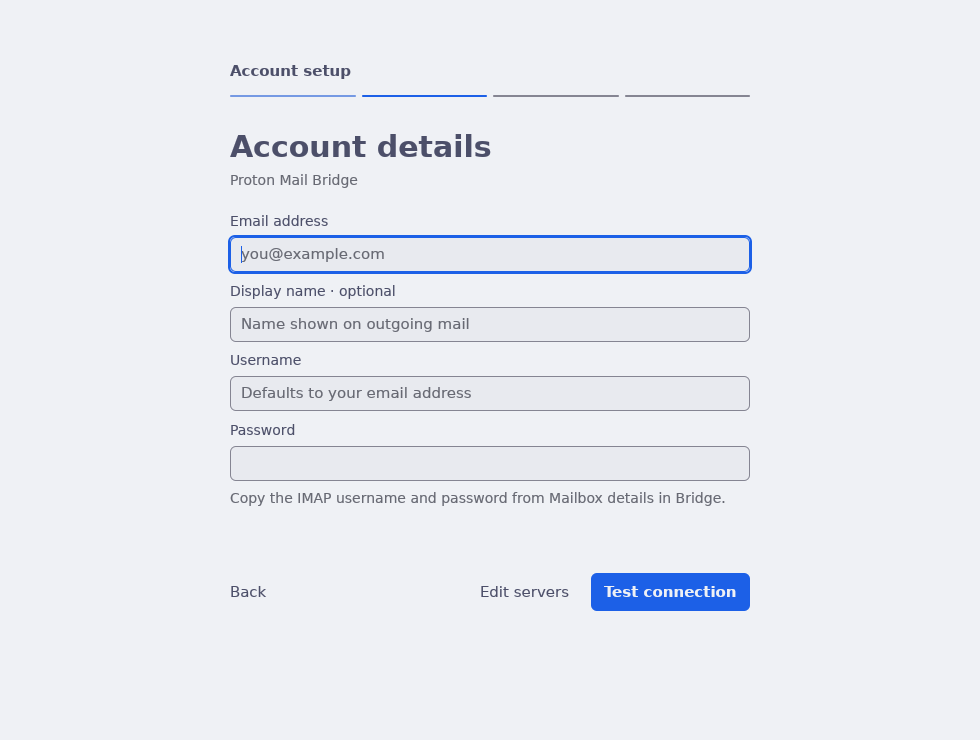 Account setup
Account details
Proton Mail Bridge
Email address
you@example.com
Display name · optional
Name shown on outgoing mail
Username
Defaults to your email address
Password
Copy the IMAP username and password from Mailbox details in Bridge.
Back
Edit servers
Test connection